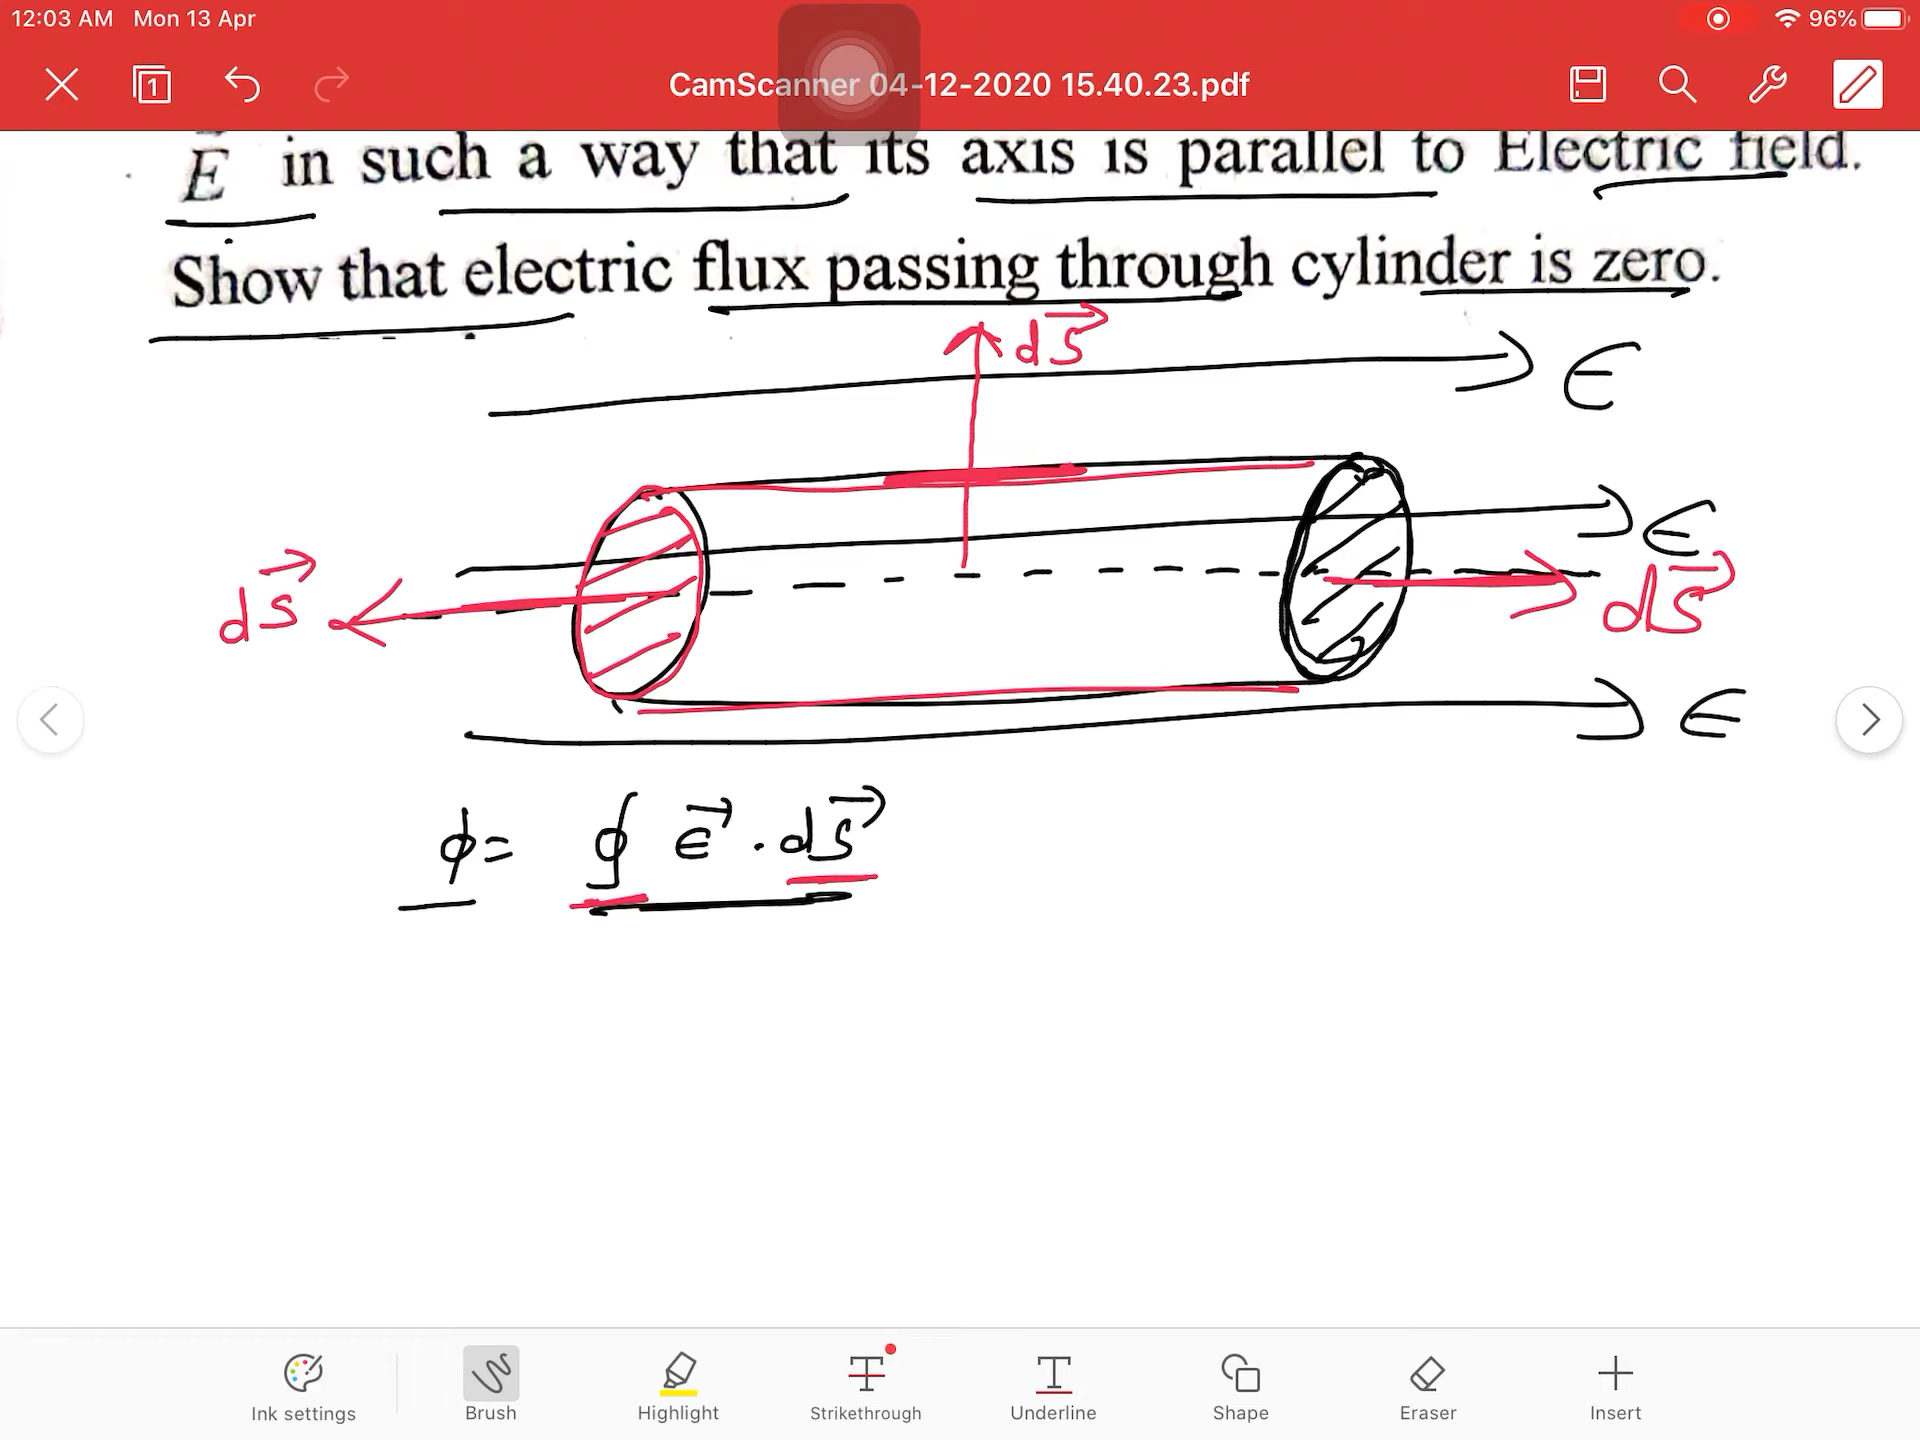 12:03 AM Mon 13 Apr 96%
1 CamScanner 04-12-2020 15.40.23.pdf
E in such a way that its axis is parallel to Electric field.
Show that electric flux passing through cylinder is zero.
dS
E
E
dS
dS
E
ϕ= ∮ E . dS
Ink settings Brush Highlight Strikethrough Underline Shape Eraser Insert